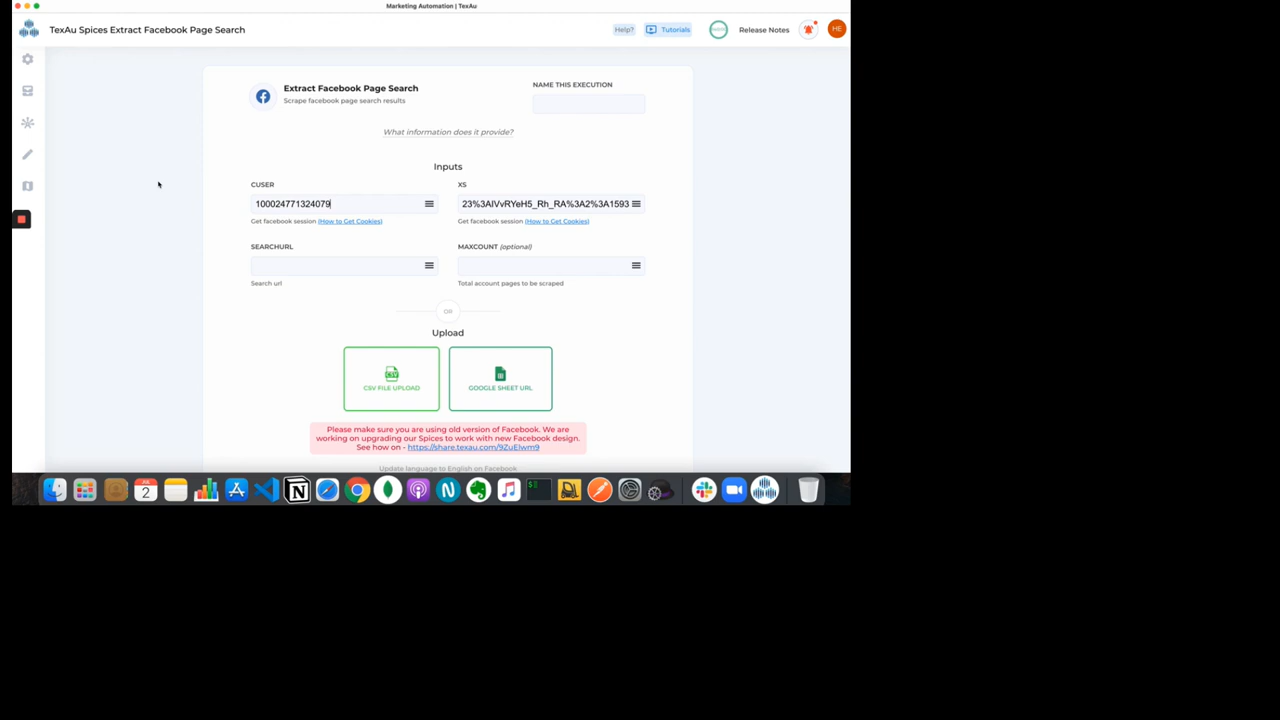 Marketing Automation | TexAu
TexAu Spices Extract Facebook Page Search
Help?
Tutorials
Release Notes
HE
Extract Facebook Page Search
Scrape facebook page search results
NAME THIS EXECUTION
What information does it provide?
Inputs
CUSER
XS
100024771324079
23%3AIVvRYeH5_Rh_RA%3A2%3A1593
Get facebook session (How to Get Cookies)
Get facebook session (How to Get Cookies)
SEARCHURL
MAXCOUNT (optional)
Search url
Total account pages to be scraped
OR
Upload
CSV
CSV FILE UPLOAD
GOOGLE SHEET URL
Please make sure you are using old version of Facebook. We are
working on upgrading our Spices to work with new Facebook design.
See how on - https://share.texau.com/9ZuElwm9
Update language to English on Facebook
JUL
2